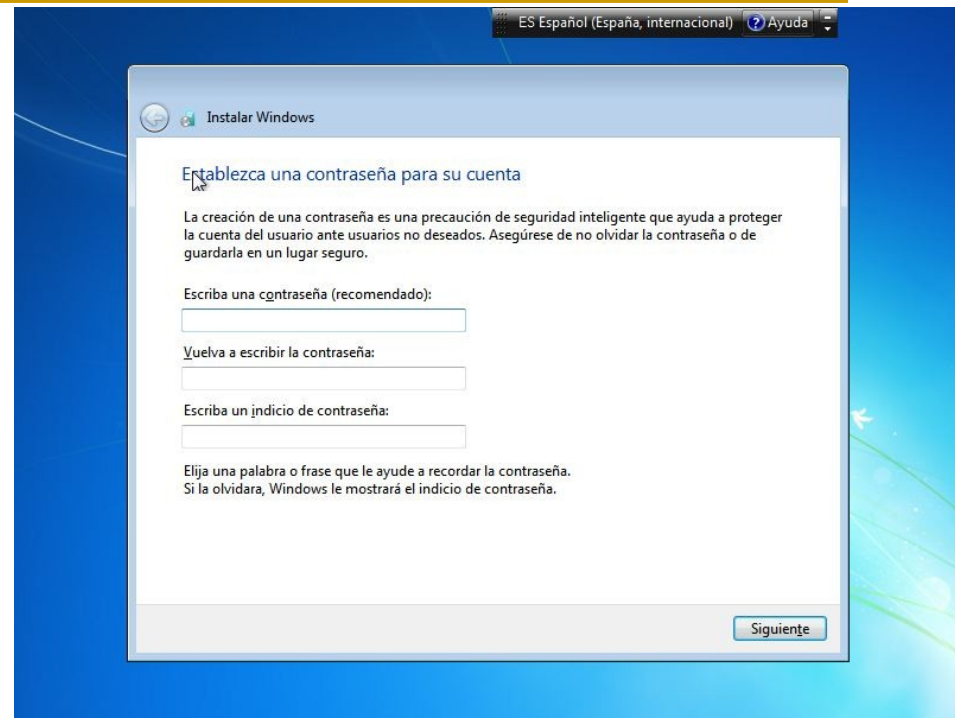 ES Español (España, internacional) Ayuda
Instalar Windows
Establezca una contraseña para su cuenta
La creación de una contraseña es una precaución de seguridad inteligente que ayuda a proteger
la cuenta del usuario ante usuarios no deseados. Asegúrese de no olvidar la contraseña o de
guardarla en un lugar seguro.
Escriba una contraseña (recomendado):
Vuelva a escribir la contraseña:
Escriba un indicio de contraseña:
Elija una palabra o frase que le ayude a recordar la contraseña.
Si la olvidara, Windows le mostrará el indicio de contraseña.
Siguiente